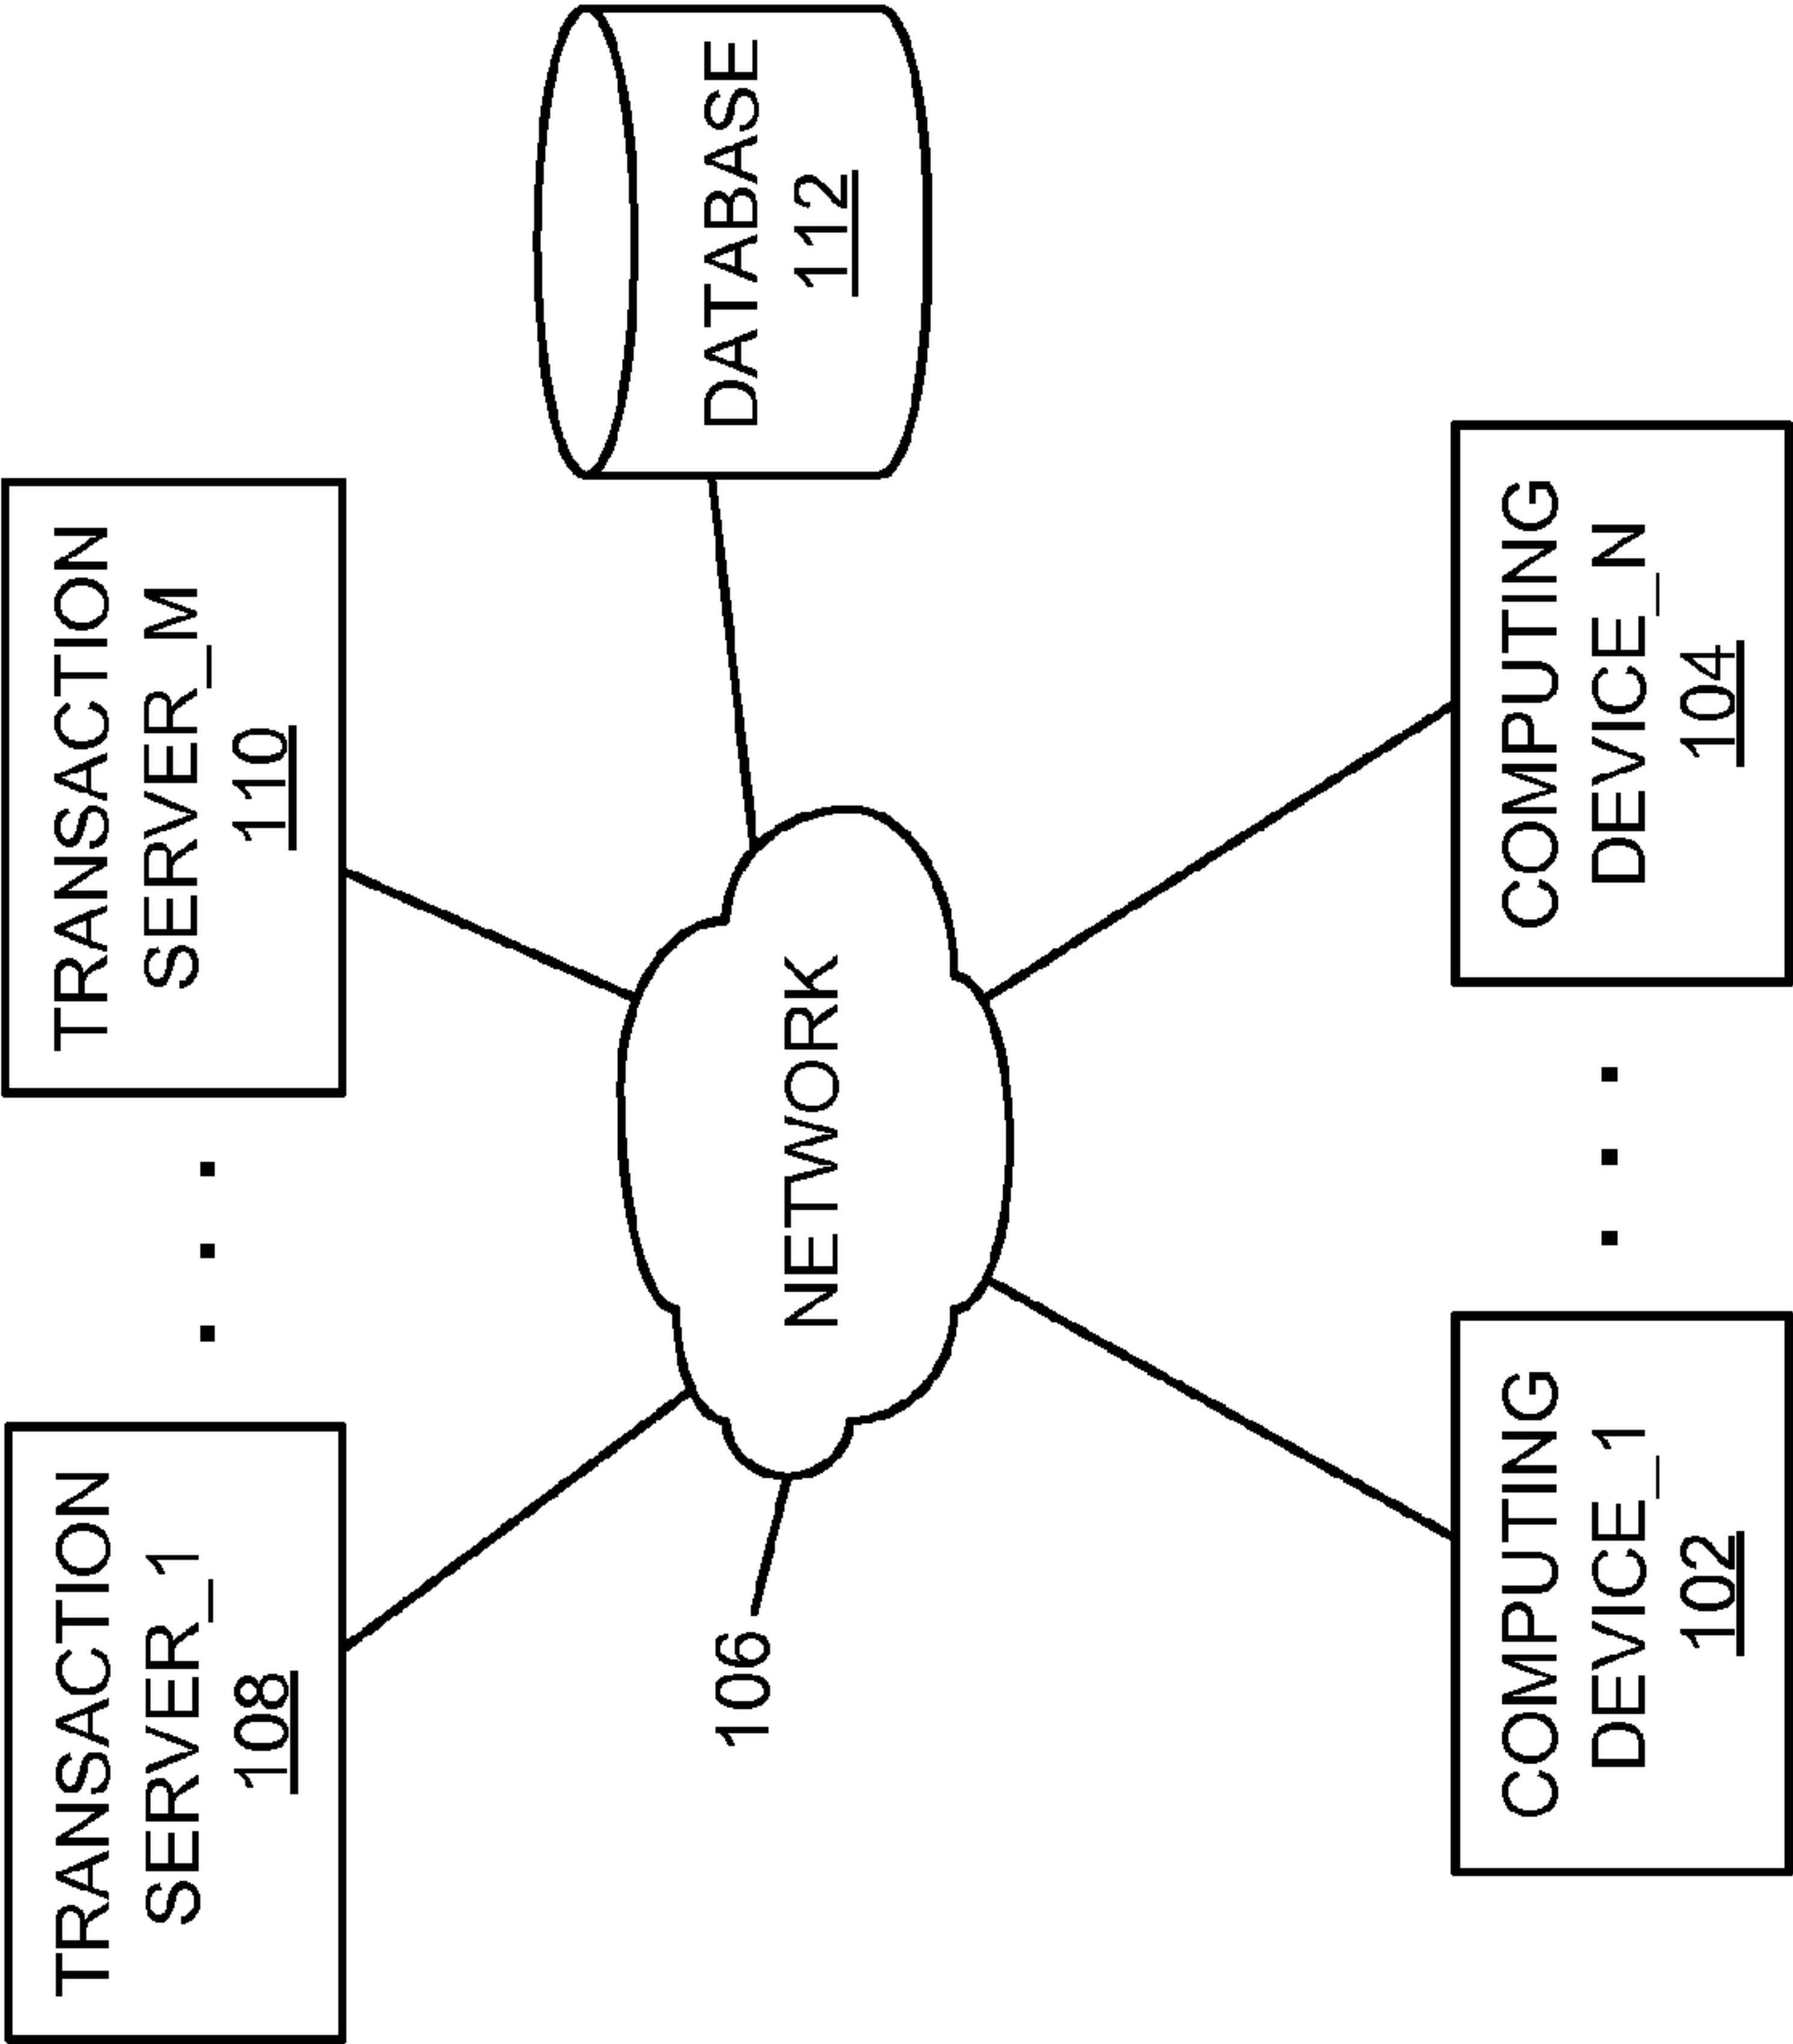 TRANSACTION
SERVER_1
108
. . .
TRANSACTION
SERVER_M
110
106
NETWORK
DATABASE
112
COMPUTING
DEVICE_1
102
. . .
COMPUTING
DEVICE_N
104